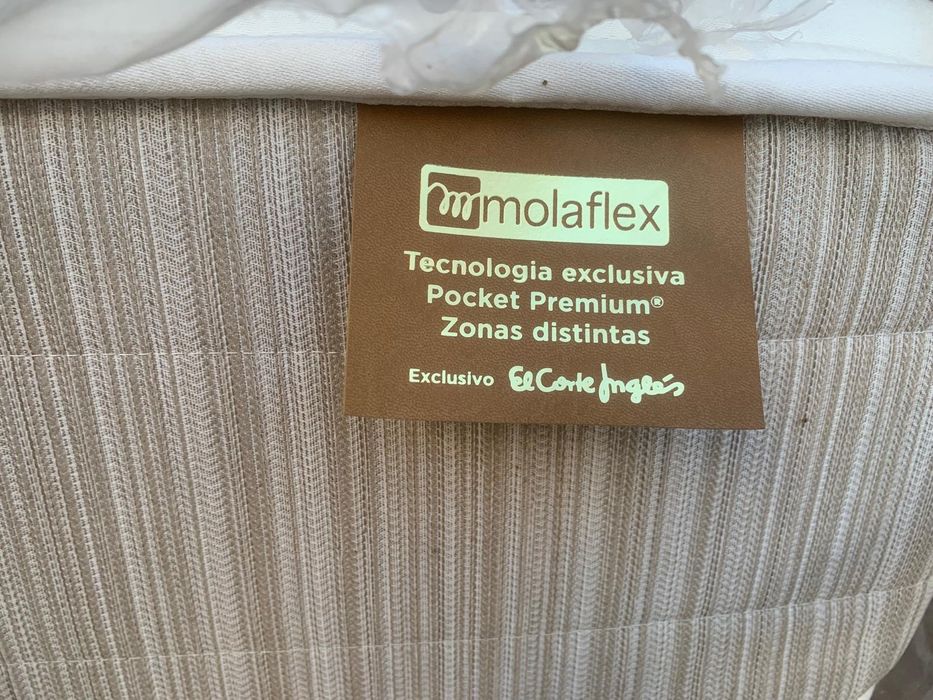 molaflex
Tecnologia exclusiva
Pocket Premium®
Zonas distintas
Exclusivo El Corte Inglés